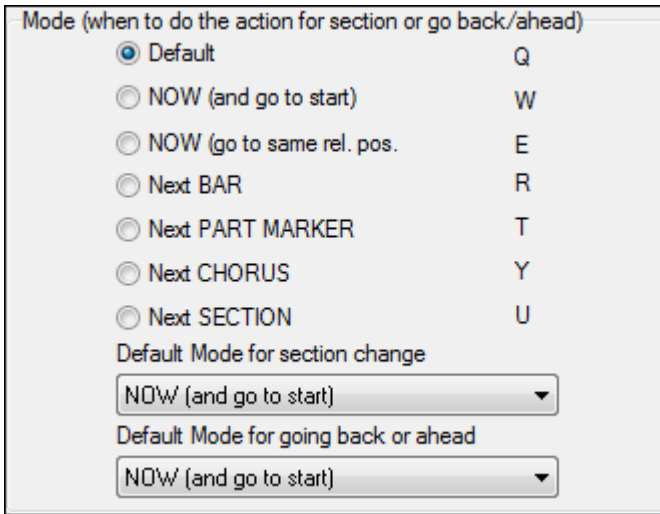 Mode (when to do the action for section or go back/ahead)
Default Q
NOW (and go to start) W
NOW (go to same rel. pos. E
Next BAR R
Next PART MARKER T
Next CHORUS Y
Next SECTION U
Default Mode for section change
NOW (and go to start)
Default Mode for going back or ahead
NOW (and go to start)